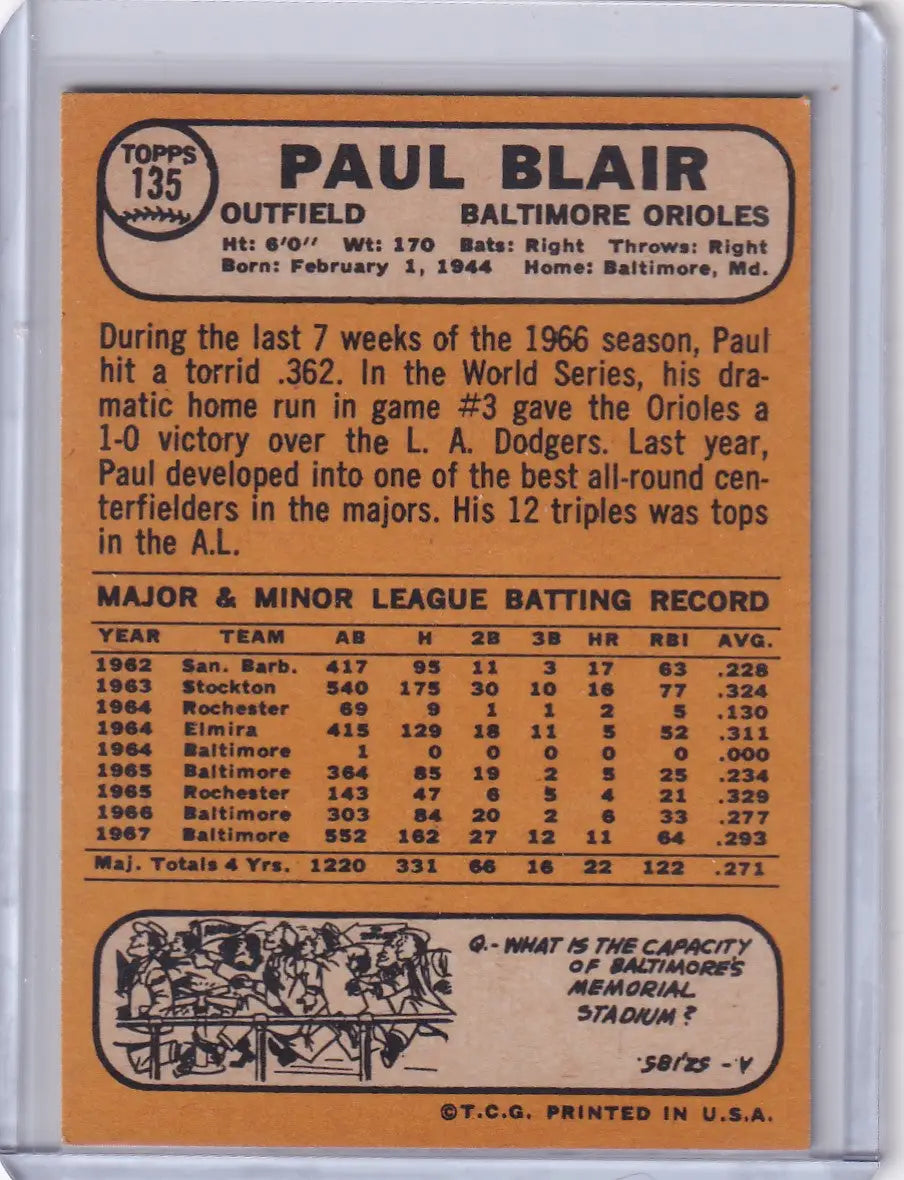 TOPPS
135
PAUL BLAIR
OUTFIELD BALTIMORE ORIOLES
Ht: 6'0" Wt: 170 Bats: Right Throws: Right
Born: February 1, 1944 Home: Baltimore, Md.
During the last 7 weeks of the 1966 season, Paul
hit a torrid .362. In the World Series, his dra-
matic home run in game #3 gave the Orioles a
1-0 victory over the L. A. Dodgers. Last year,
Paul developed into one of the best all-round cen-
terfielders in the majors. His 12 triples was tops
in the A.L.
MAJOR & MINOR LEAGUE BATTING RECORD
YEAR TEAM AB H 2B 3B HR RBI AVG.
1962 San. Barb. 417 95 11 3 17 63 .228
1963 Stockton 540 175 30 10 16 77 .324
1964 Rochester 69 9 1 1 2 5 .130
1964 Elmira 415 129 18 11 5 52 .311
1964 Baltimore 1 0 0 0 0 0 .000
1965 Baltimore 364 85 19 2 5 25 .234
1965 Rochester 143 47 6 5 4 21 .329
1966 Baltimore 303 84 20 2 6 33 .277
1967 Baltimore 552 162 27 12 11 64 .293
Maj. Totals 4 Yrs. 1220 331 66 16 22 122 .271
Q.- WHAT IS THE CAPACITY
OF BALTIMORE'S
MEMORIAL
STADIUM?
A - 52,185.
©T.C.G. PRINTED IN U.S.A.